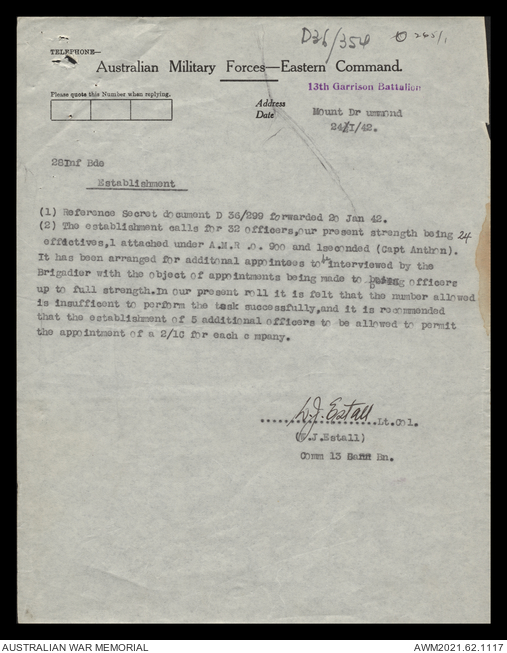 D26/354 265/1
TELEPHONE—
Australian Military Forces—Eastern Command.
13th Garrison Battalion
Please quote this Number when replying.
Address
Mount Dr ummond
Date
24/1/42.
28Inf Bde
Establishment
(1) Reference Secret document D 36/299 forwarded 20 Jan 42.
(2) The establishment calls for 32 officers,our present strength being 24
effectives,1 attached under A.M.R .O. 900 and 1seconded (Capt Anthon).
It has been arranged for additonal appointees to be interviewed by the
Brigadier with the object of appointments being made to bring officers
up to full strength.In our present roll it is felt that the number allowed
is insufficient to perform the task successfully,and it is recommended
that the establishment of 5 additional officers to be allowed to permit
the appointment of a 2/1C for each c mpany.
D.J. Estall Lt.Col.
( .J.Estall)
Comm 13 Bn.
AUSTRALIAN WAR MEMORIAL AWM2021.62.1117